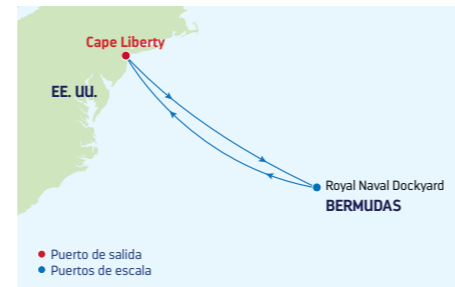 Cape Liberty
EE. UU.
Royal Naval Dockyard
BERMUDAS
Puerto de salida
Puertos de escala